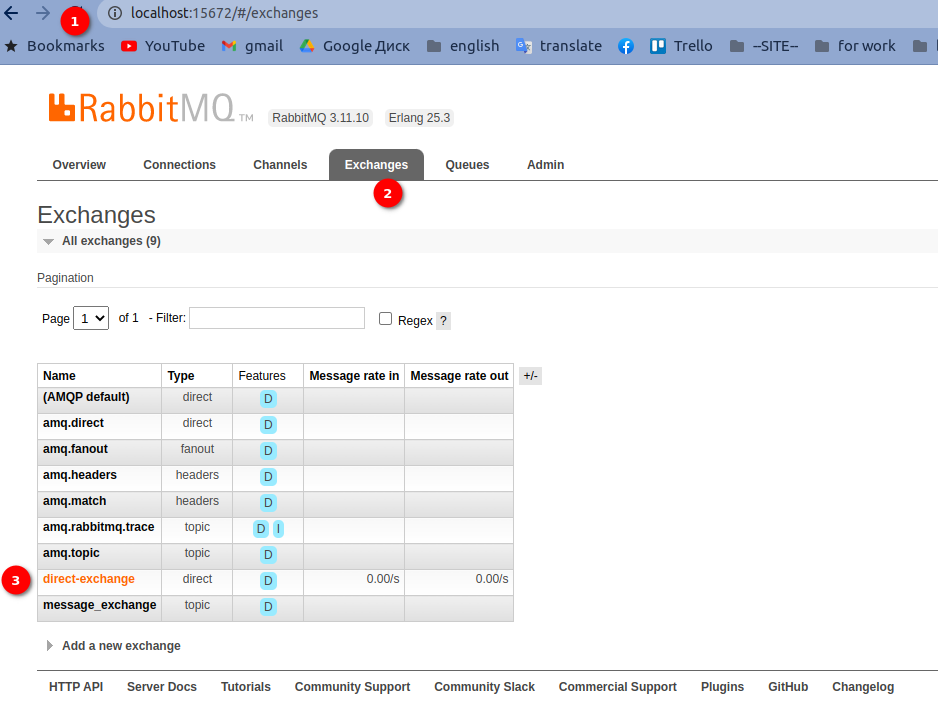 1
localhost:15672/#/exchanges
Bookmarks YouTube gmail Google Диск english translate Trello --SITE-- for work
RabbitMQ TM RabbitMQ 3.11.10 Erlang 25.3
Overview Connections Channels Exchanges Queues Admin
2
Exchanges
All exchanges (9)
Pagination
Page 1 of 1 - Filter: Regex ?
Name Type Features Message rate in Message rate out +/-
(AMQP default) direct D
amq.direct direct D
amq.fanout fanout D
amq.headers headers D
amq.match headers D
amq.rabbitmq.trace topic D I
amq.topic topic D
3 direct-exchange direct D 0.00/s 0.00/s
message_exchange topic D
Add a new exchange
HTTP API Server Docs Tutorials Community Support Community Slack Commercial Support Plugins GitHub Changelog